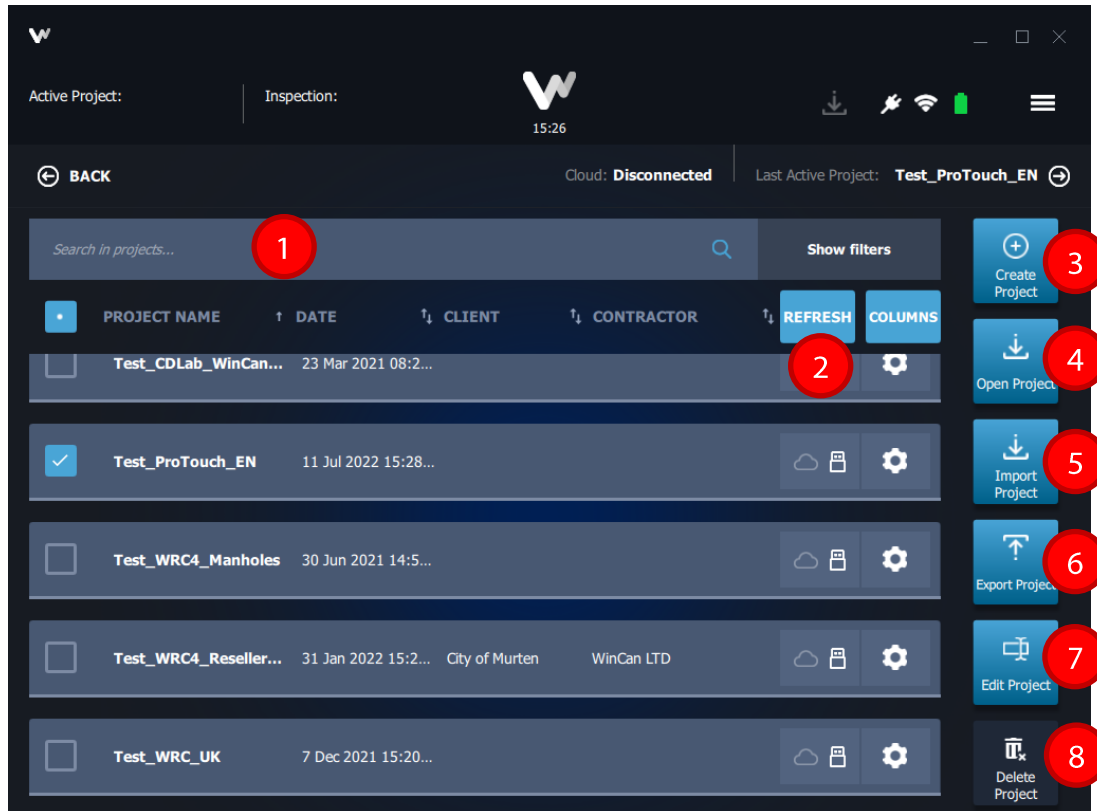 Active Project:
Inspection:
15:26
BACK
Cloud: Disconnected
Last Active Project: Test_ProTouch_EN
Search in projects...
1
Show filters
Create
Project
3
PROJECT NAME
DATE
CLIENT
CONTRACTOR
REFRESH
COLUMNS
Test_CDLab_WinCan... 23 Mar 2021 08:2...
2
Open Project
4
Test_ProTouch_EN 11 Jul 2022 15:28...
Import
Project
5
Test_WRC4_Manholes 30 Jun 2021 14:5...
Export Project
6
Test_WRC4_Reseller... 31 Jan 2022 15:2... City of Murten WinCan LTD
Edit Project
7
Test_WRC_UK 7 Dec 2021 15:20...
Delete
Project
8